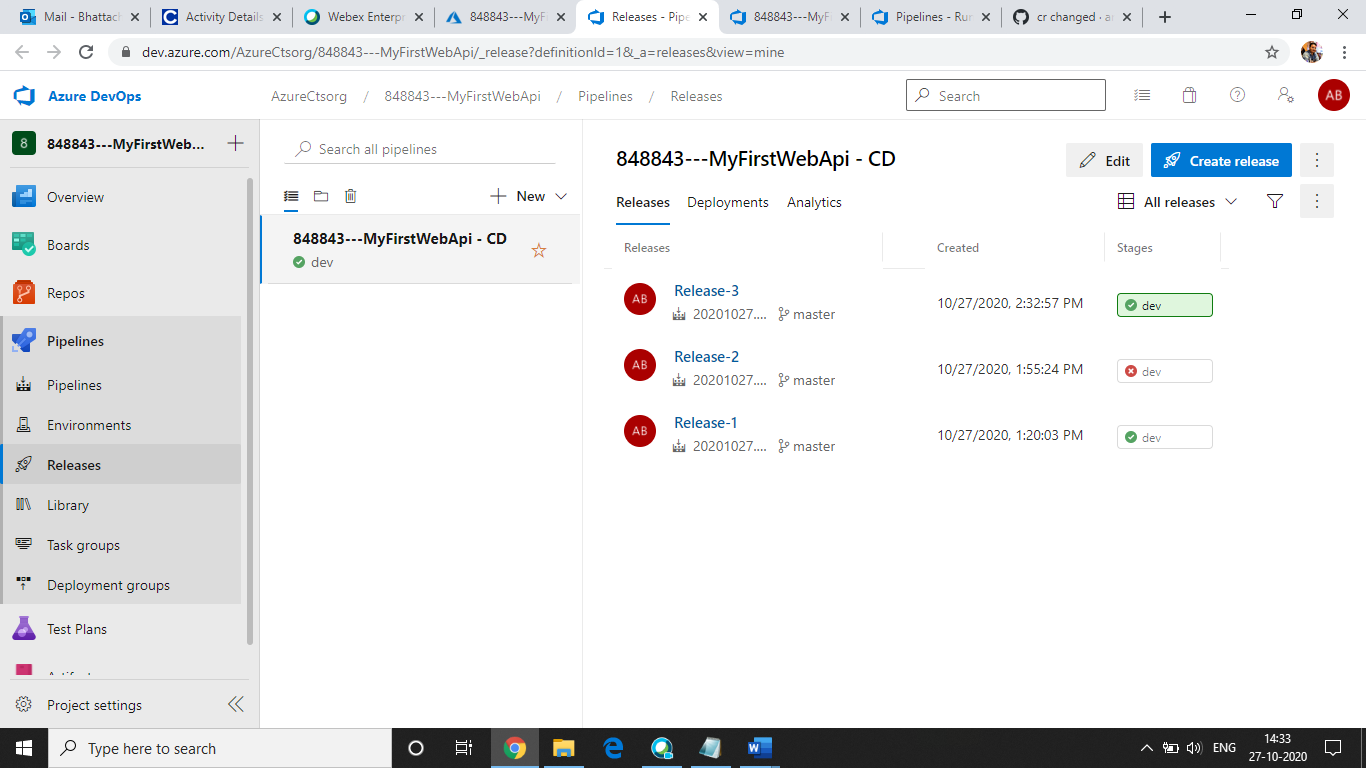 Mail - Bhattach
Activity Details
Webex Enterpr
848843---MyFi
Releases - Pipe
848843---MyFi
Pipelines - Run
cr changed · ar
dev.azure.com/AzureCtsorg/848843---MyFirstWebApi/_release?definitionId=1&_a=releases&view=mine
Azure DevOps
AzureCtsorg / 848843---MyFirstWebApi / Pipelines / Releases
Search
AB
8 848843---MyFirstWeb...
Overview
Boards
Repos
Pipelines
Pipelines
Environments
Releases
Library
Task groups
Deployment groups
Test Plans
Artifacts
Project settings
Search all pipelines
New
848843---MyFirstWebApi - CD
dev
848843---MyFirstWebApi - CD
Edit
Create release
Releases Deployments Analytics
All releases
Releases Created Stages
AB Release-3
20201027.... master
10/27/2020, 2:32:57 PM
dev
AB Release-2
20201027.... master
10/27/2020, 1:55:24 PM
dev
AB Release-1
20201027.... master
10/27/2020, 1:20:03 PM
dev
Type here to search
ENG
14:33
27-10-2020